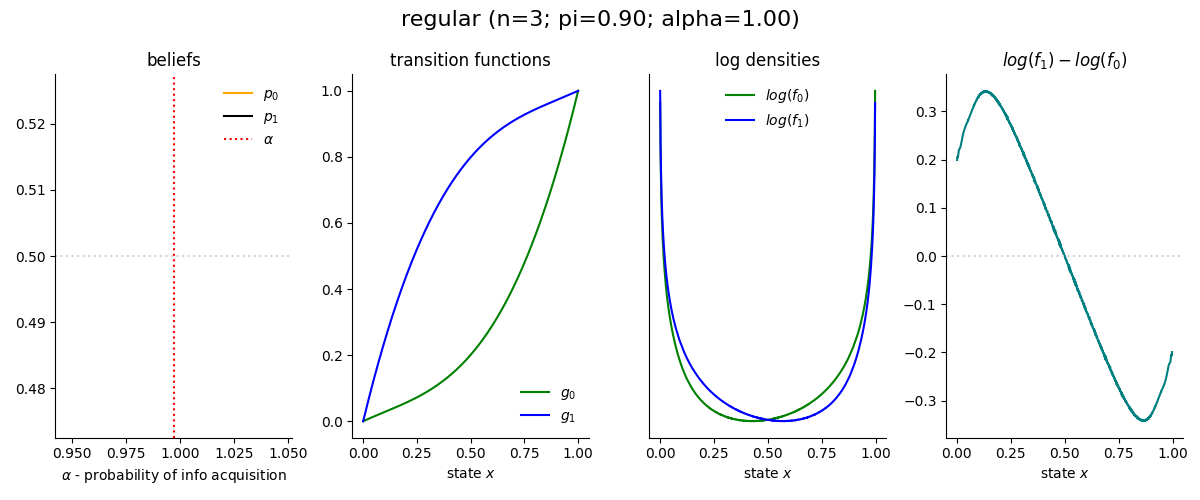 regular (n=3; pi=0.90; alpha=1.00)
beliefs
0.52
0.51
0.50
0.49
0.48
0.950 0.975 1.000 1.025 1.050
α - probability of info acquisition
p₀
p₁
α
transition functions
1.0
0.8
0.6
0.4
0.2
0.0
0.00 0.25 0.50 0.75 1.00
state x
g₀
g₁
log densities
log(f₀)
log(f₁)
0.00 0.25 0.50 0.75 1.00
state x
log(f₁) − log(f₀)
0.3
0.2
0.1
0.0
−0.1
−0.2
−0.3
0.00 0.25 0.50 0.75 1.00
state x